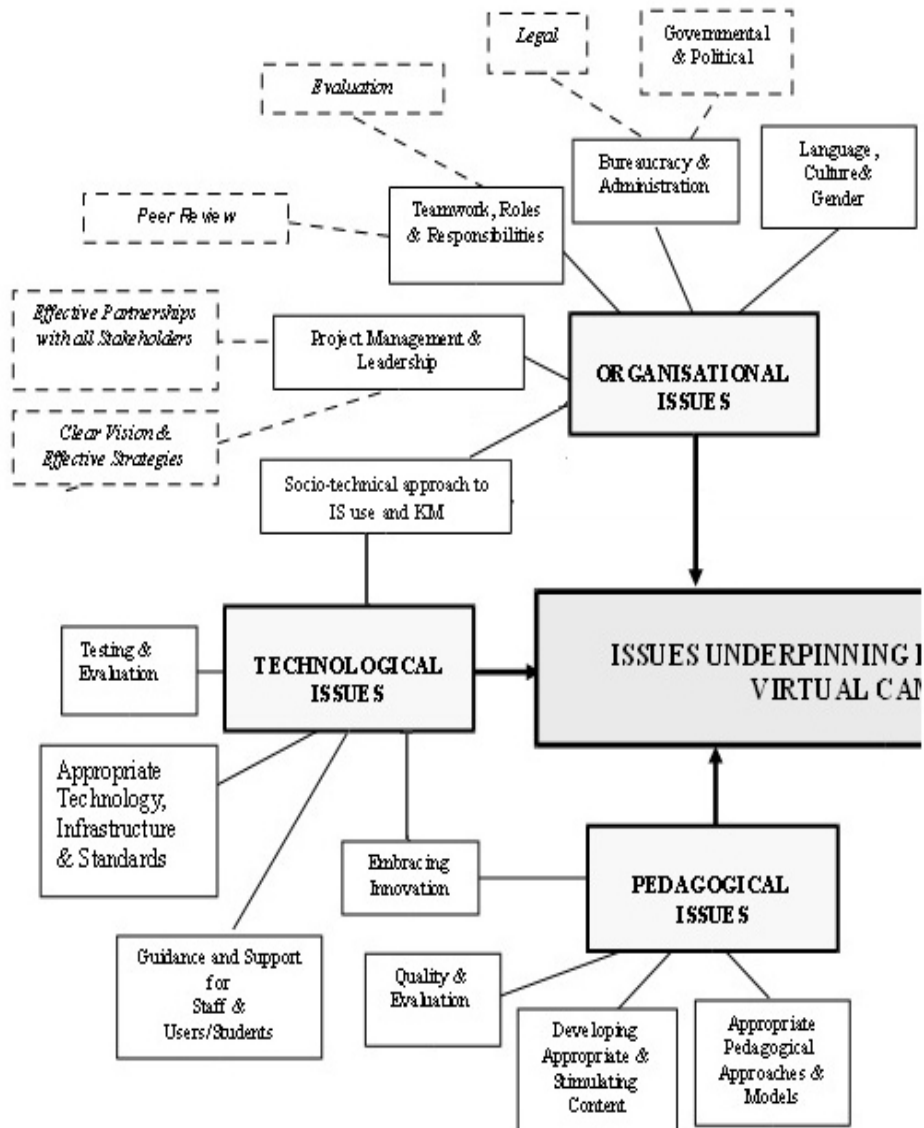 Legal
Governmental
& Political
Evaluation
Bureaucracy &
Administration
Language,
Culture &
Gender
Teamwork, Roles
& Responsibilities
Peer Review
Effective Partnerships
with all Stakeholders
Project Management &
Leadership
ORGANISATIONAL
ISSUES
Clear Vision &
Effective Strategies
Socio-technical approach to
IS use and KM
Testing &
Evaluation
TECHNOLOGICAL
ISSUES
ISSUES UNDERPINNING
VIRTUAL
Appropriate
Technology,
Infrastructure
& Standards
Embracing
Innovation
PEDAGOGICAL
ISSUES
Guidance and Support
for
Staff &
Users/Students
Quality &
Evaluation
Developing
Appropriate &
Stimulating
Content
Appropriate
Pedagogical
Approaches &
Models